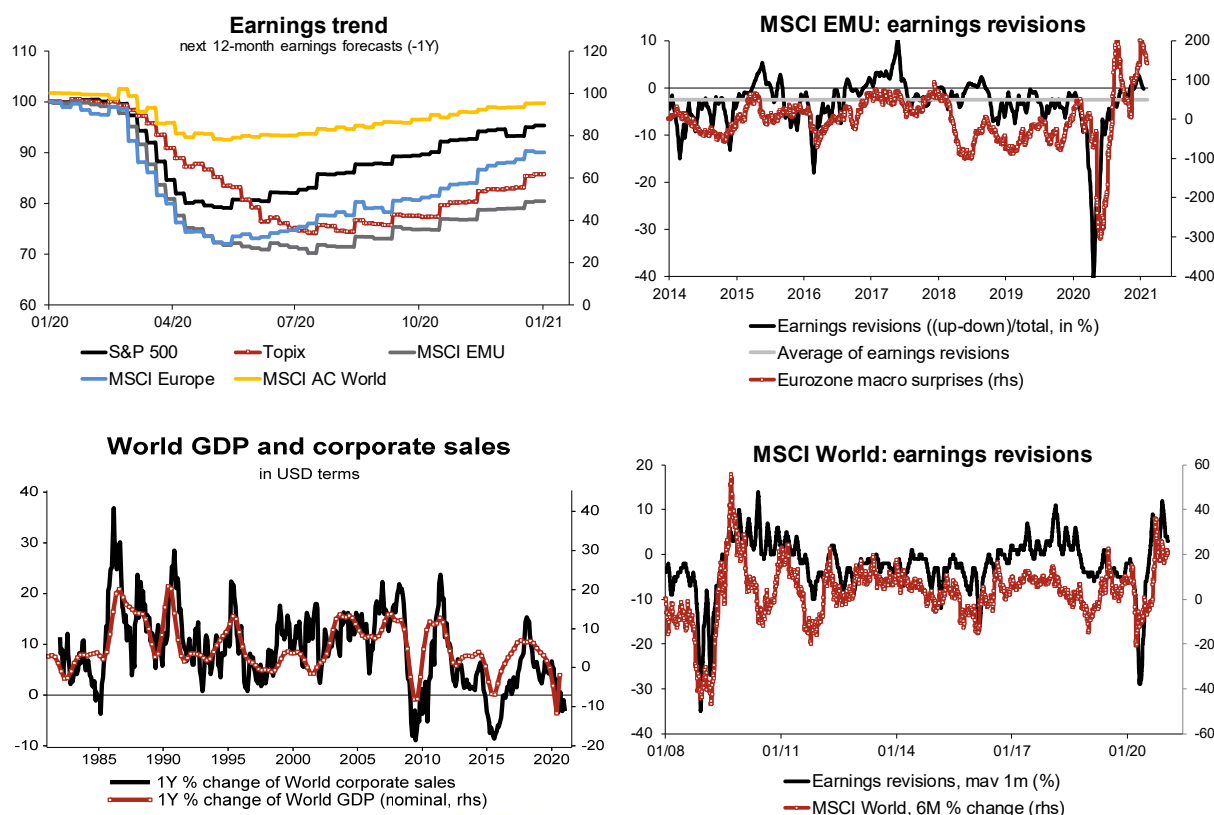 Earnings trend
next 12-month earnings forecasts (-1Y)
110
100
90
80
70
60
120
100
80
60
40
20
0
01/20 04/20 07/20 10/20 01/21
S&P 500 Topix MSCI EMU
MSCI Europe MSCI AC World
MSCI EMU: earnings revisions
10
0
-10
-20
-30
-40
200
100
0
-100
-200
-300
-400
2014 2015 2016 2017 2018 2019 2020 2021
Earnings revisions ((up-down)/total, in %)
Average of earnings revisions
Eurozone macro surprises (rhs)
World GDP and corporate sales
in USD terms
40
30
20
10
0
-10
40
30
20
10
0
-10
-20
1985 1990 1995 2000 2005 2010 2015 2020
1Y % change of World corporate sales
1Y % change of World GDP (nominal, rhs)
MSCI World: earnings revisions
20
10
0
-10
-20
-30
-40
60
40
20
0
-20
-40
-60
01/08 01/11 01/14 01/17 01/20
Earnings revisions, mav 1m (%)
MSCI World, 6M % change (rhs)